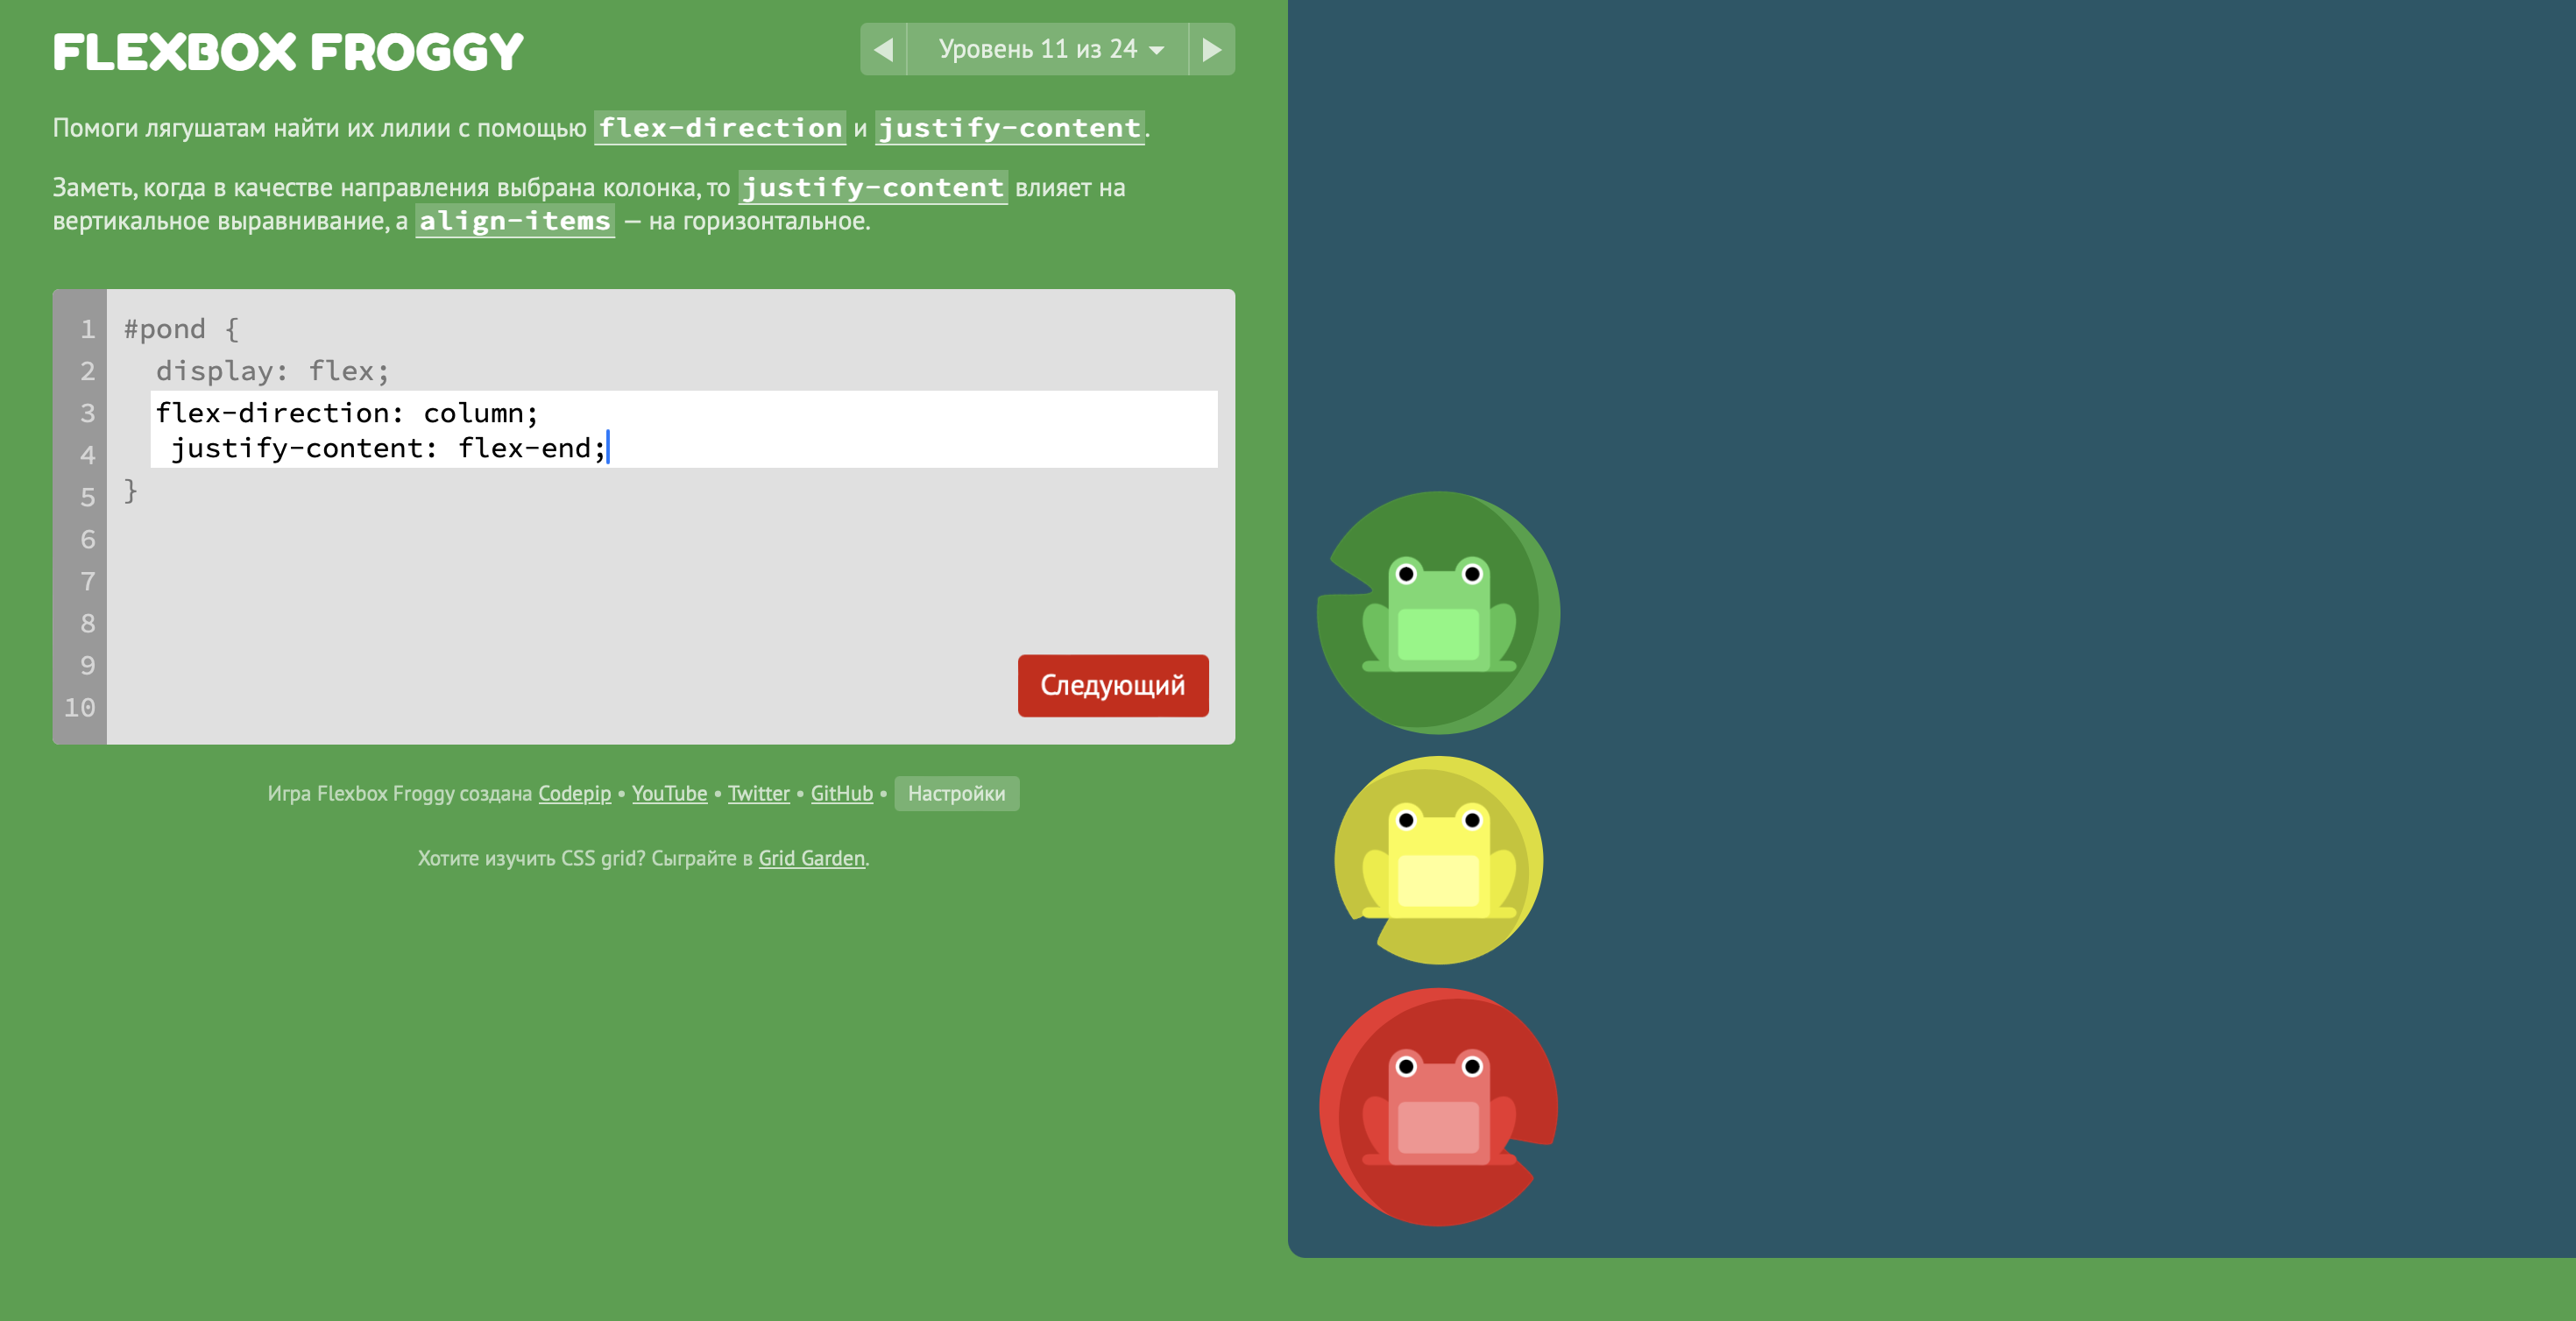 FLEXBOX FROGGY
Уровень 11 из 24
Помоги лягушатам найти их лилии с помощью flex-direction и justify-content.
Заметь, когда в качестве направления выбрана колонка, то justify-content влияет на
вертикальное выравнивание, а align-items — на горизонтальное.
1 #pond {
2 display: flex;
3 flex-direction: column;
4 justify-content: flex-end;
5 }
6
7
8
9
10
Следующий
Игра Flexbox Froggy создана Codepip • YouTube • Twitter • GitHub • Настройки
Хотите изучить CSS grid? Сыграйте в Grid Garden.